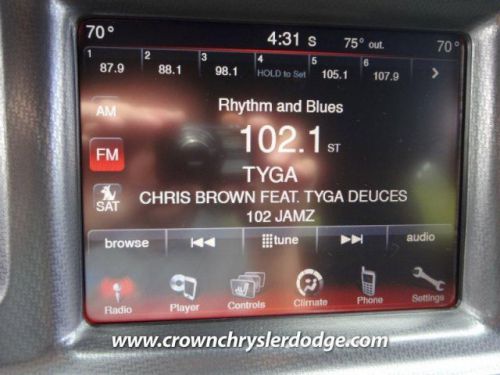 70° 4:31 S 75° out. 70°
1 2 3 4 5 6
87.9 88.1 98.1 HOLD to Set 105.1 107.9 >
AM
Rhythm and Blues
FM
102.1 ST
TYGA
SAT
CHRIS BROWN FEAT. TYGA DEUCES
102 JAMZ
browse tune audio
Radio Player Controls Climate Phone Settings
www.crownchryslerdodge.com